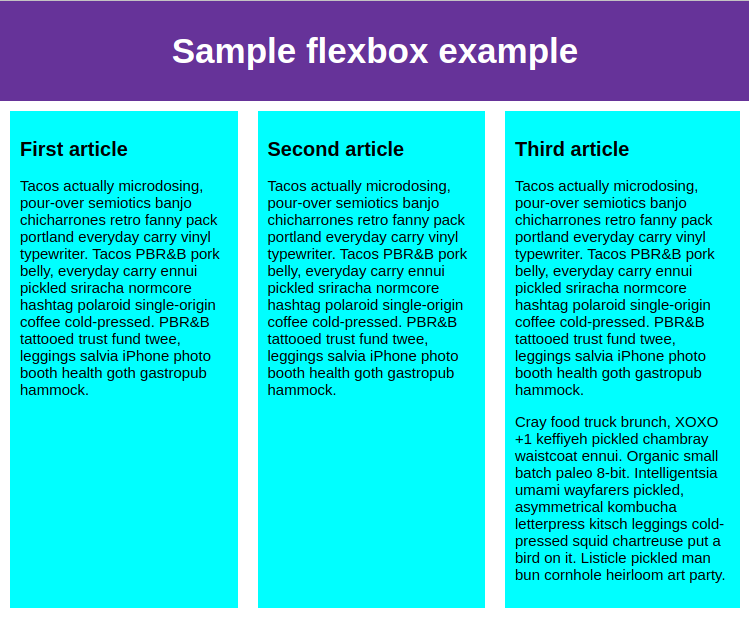 Sample flexbox example
First article
Tacos actually microdosing,
pour-over semiotics banjo
chicharrones retro fanny pack
portland everyday carry vinyl
typewriter. Tacos PBR&B pork
belly, everyday carry ennui
pickled sriracha normcore
hashtag polaroid single-origin
coffee cold-pressed. PBR&B
tattooed trust fund twee,
leggings salvia iPhone photo
booth health goth gastropub
hammock.
Second article
Tacos actually microdosing,
pour-over semiotics banjo
chicharrones retro fanny pack
portland everyday carry vinyl
typewriter. Tacos PBR&B pork
belly, everyday carry ennui
pickled sriracha normcore
hashtag polaroid single-origin
coffee cold-pressed. PBR&B
tattooed trust fund twee,
leggings salvia iPhone photo
booth health goth gastropub
hammock.
Third article
Tacos actually microdosing,
pour-over semiotics banjo
chicharrones retro fanny pack
portland everyday carry vinyl
typewriter. Tacos PBR&B pork
belly, everyday carry ennui
pickled sriracha normcore
hashtag polaroid single-origin
coffee cold-pressed. PBR&B
tattooed trust fund twee,
leggings salvia iPhone photo
booth health goth gastropub
hammock.
Cray food truck brunch, XOXO
+1 keffiyeh pickled chambray
waistcoat ennui. Organic small
batch paleo 8-bit. Intelligentsia
umami wayfarers pickled,
asymmetrical kombucha
letterpress kitsch leggings cold-
pressed squid chartreuse put a
bird on it. Listicle pickled man
bun cornhole heirloom art party.